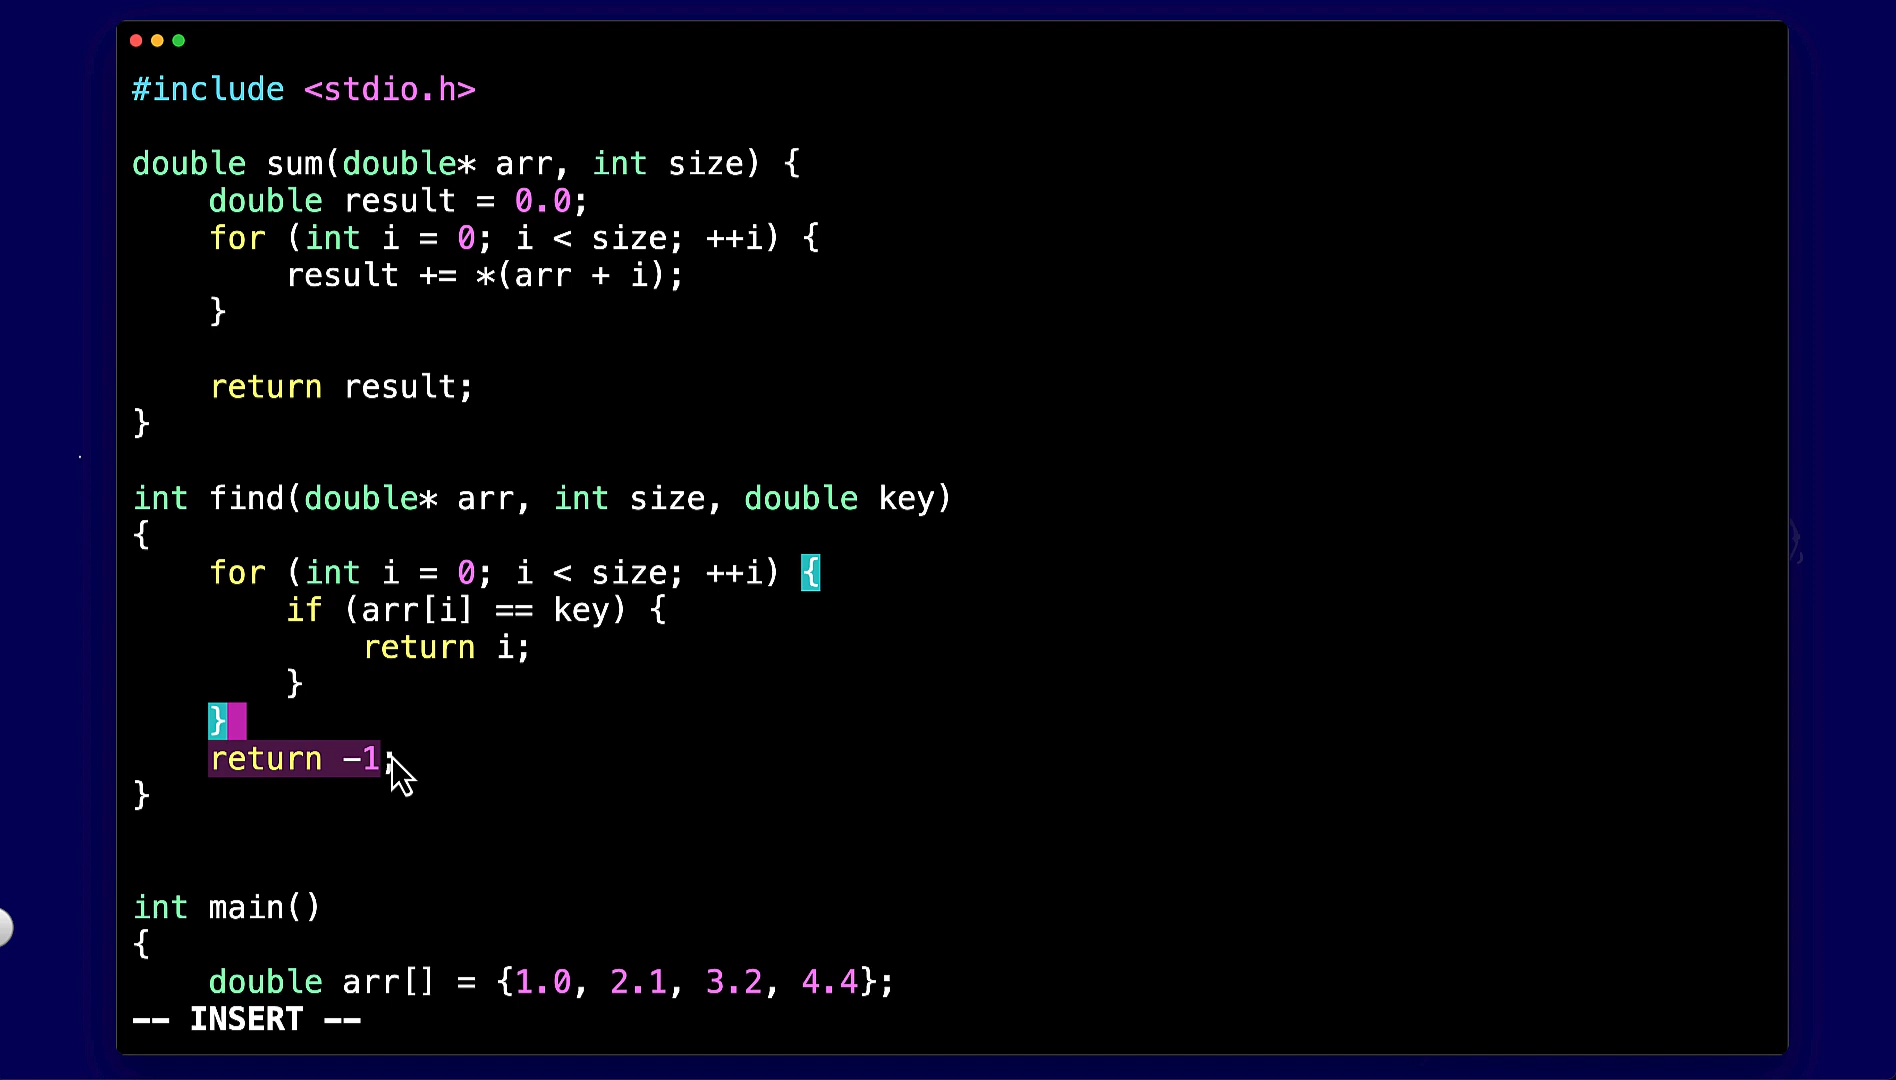 #include <stdio.h>
double sum(double* arr, int size) {
    double result = 0.0;
    for (int i = 0; i < size; ++i) {
        result += *(arr + i);
    }
    return result;
}
int find(double* arr, int size, double key)
{
    for (int i = 0; i < size; ++i) {
        if (arr[i] == key) {
            return i;
        }
    }
    return -1;
}
int main()
{
    double arr[] = {1.0, 2.1, 3.2, 4.4};
-- INSERT --